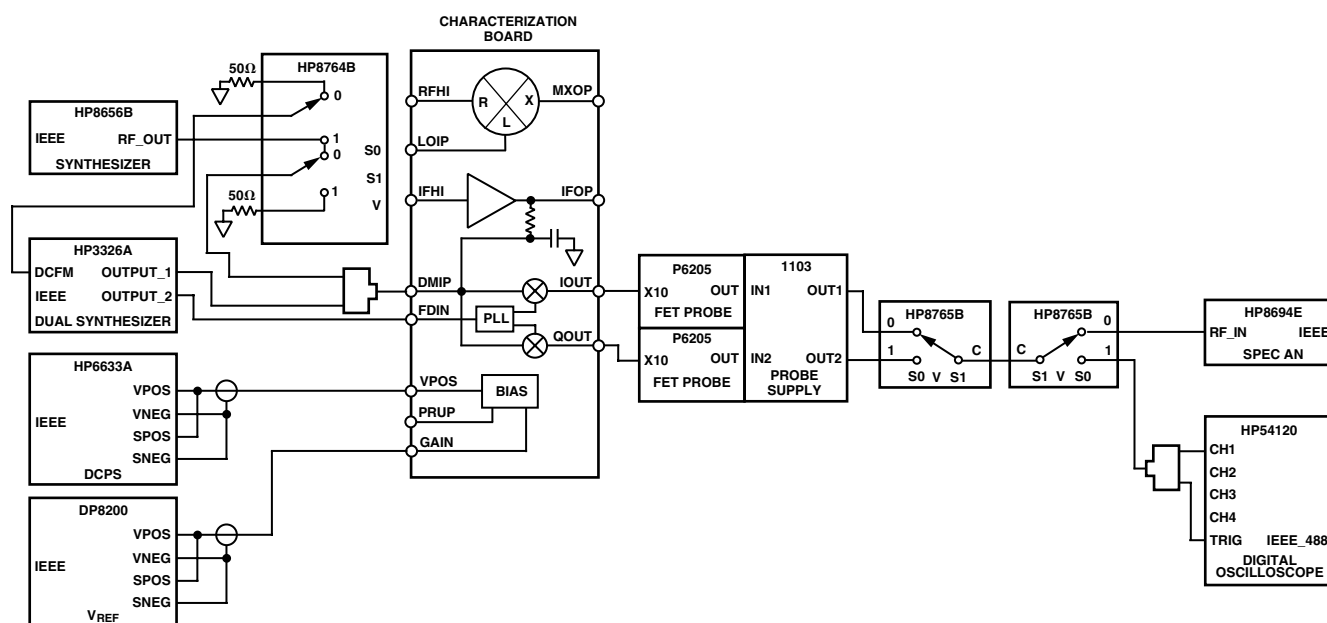 CHARACTERIZATION
BOARD
50Ω
HP8764B
0
1
0
S0
S1
1
V
50Ω
HP8656B
IEEE
RF_OUT
SYNTHESIZER
HP3326A
DCFM
OUTPUT_1
IEEE
OUTPUT_2
DUAL SYNTHESIZER
HP6633A
VPOS
IEEE
VNEG
SPOS
SNEG
DCPS
DP8200
VPOS
IEEE
VNEG
SPOS
SNEG
VREF
RFHI
R
X
L
MXOP
LOIP
IFHI
IFOP
DMIP
IOUT
FDIN
PLL
QOUT
VPOS
BIAS
PRUP
GAIN
P6205
X10
OUT
FET PROBE
P6205
X10
OUT
FET PROBE
1103
IN1
OUT1
IN2
OUT2
PROBE
SUPPLY
HP8765B
0
1
C
S0 V S1
HP8765B
C
0
1
S1 V S0
HP8694E
RF_IN
IEEE
SPEC AN
HP54120
CH1
CH2
CH3
CH4
TRIG
IEEE_488
DIGITAL
OSCILLOSCOPE